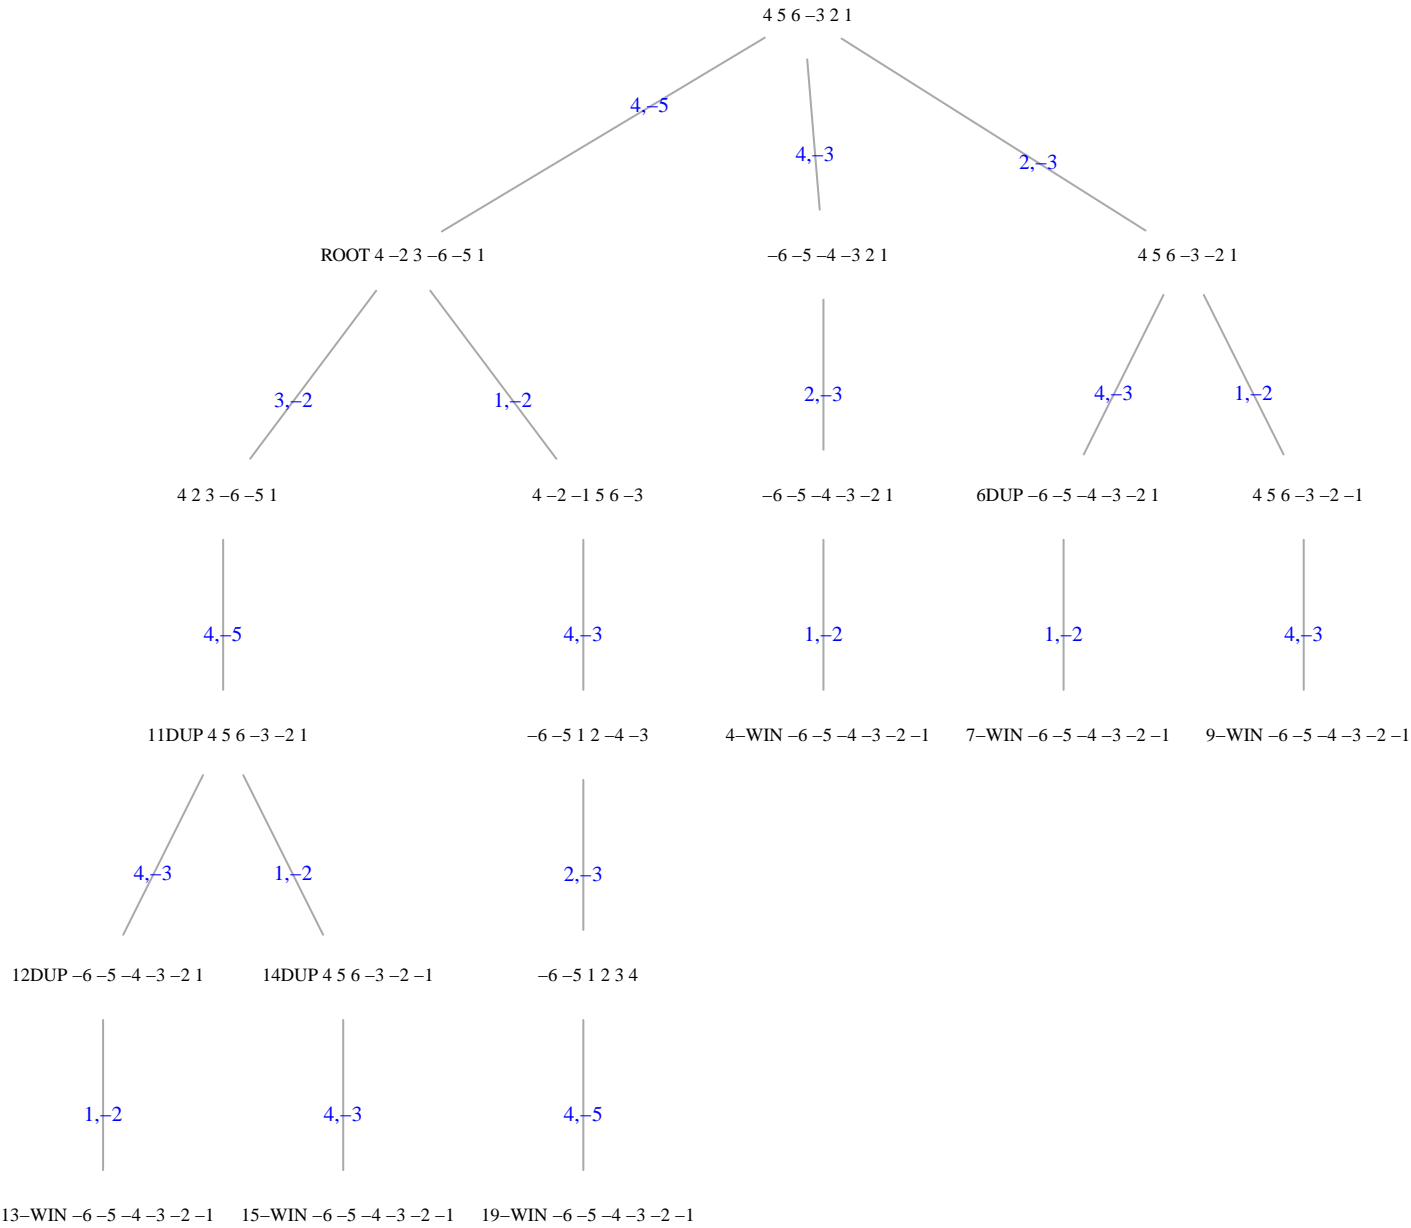 4 5 6 –3 2 1
4,–5
4,–3
2,–3
ROOT 4 –2 3 –6 –5 1
–6 –5 –4 –3 2 1
4 5 6 –3 –2 1
3,–2
1,–2
2,–3
4,–3
1,–2
4 2 3 –6 –5 1
4 –2 –1 5 6 –3
–6 –5 –4 –3 –2 1
6DUP –6 –5 –4 –3 –2 1
4 5 6 –3 –2 –1
4,–5
4,–3
1,–2
1,–2
4,–3
11DUP 4 5 6 –3 –2 1
–6 –5 1 2 –4 –3
4–WIN –6 –5 –4 –3 –2 –1
7–WIN –6 –5 –4 –3 –2 –1
9–WIN –6 –5 –4 –3 –2 –1
4,–3
1,–2
2,–3
12DUP –6 –5 –4 –3 –2 1
14DUP 4 5 6 –3 –2 –1
–6 –5 1 2 3 4
1,–2
4,–3
4,–5
13–WIN –6 –5 –4 –3 –2 –1
15–WIN –6 –5 –4 –3 –2 –1
19–WIN –6 –5 –4 –3 –2 –1